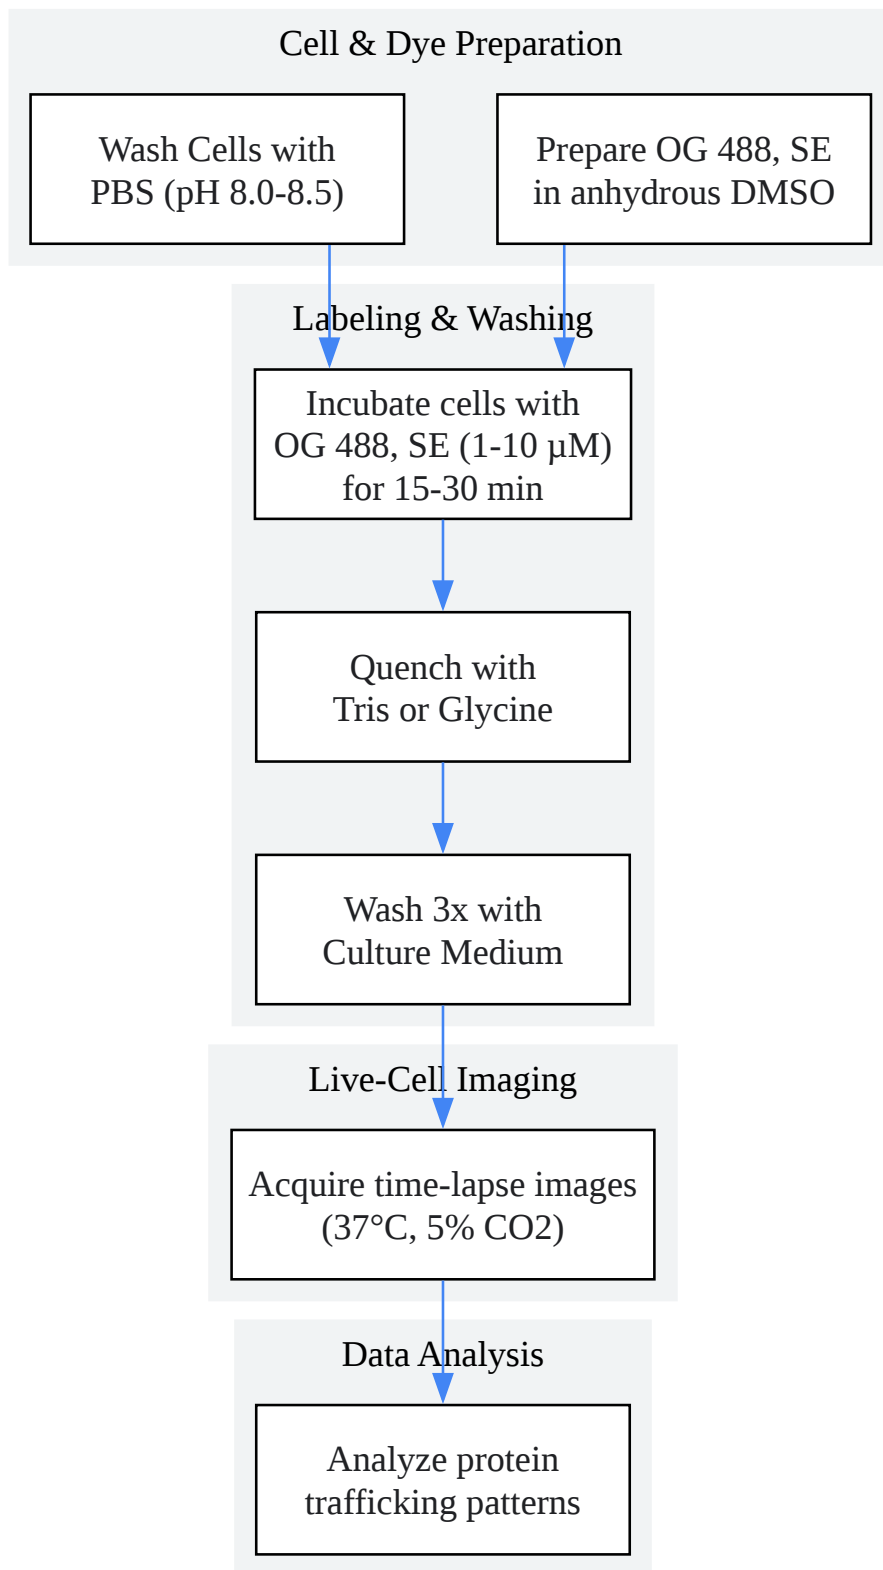 Cell & Dye Preparation
Wash Cells with
PBS (pH 8.0-8.5)
Prepare OG 488, SE
in anhydrous DMSO
Labeling & Washing
Incubate cells with
OG 488, SE (1-10 µM)
for 15-30 min
Quench with
Tris or Glycine
Wash 3x with
Culture Medium
Live-Cell Imaging
Acquire time-lapse images
(37°C, 5% CO2)
Data Analysis
Analyze protein
trafficking patterns